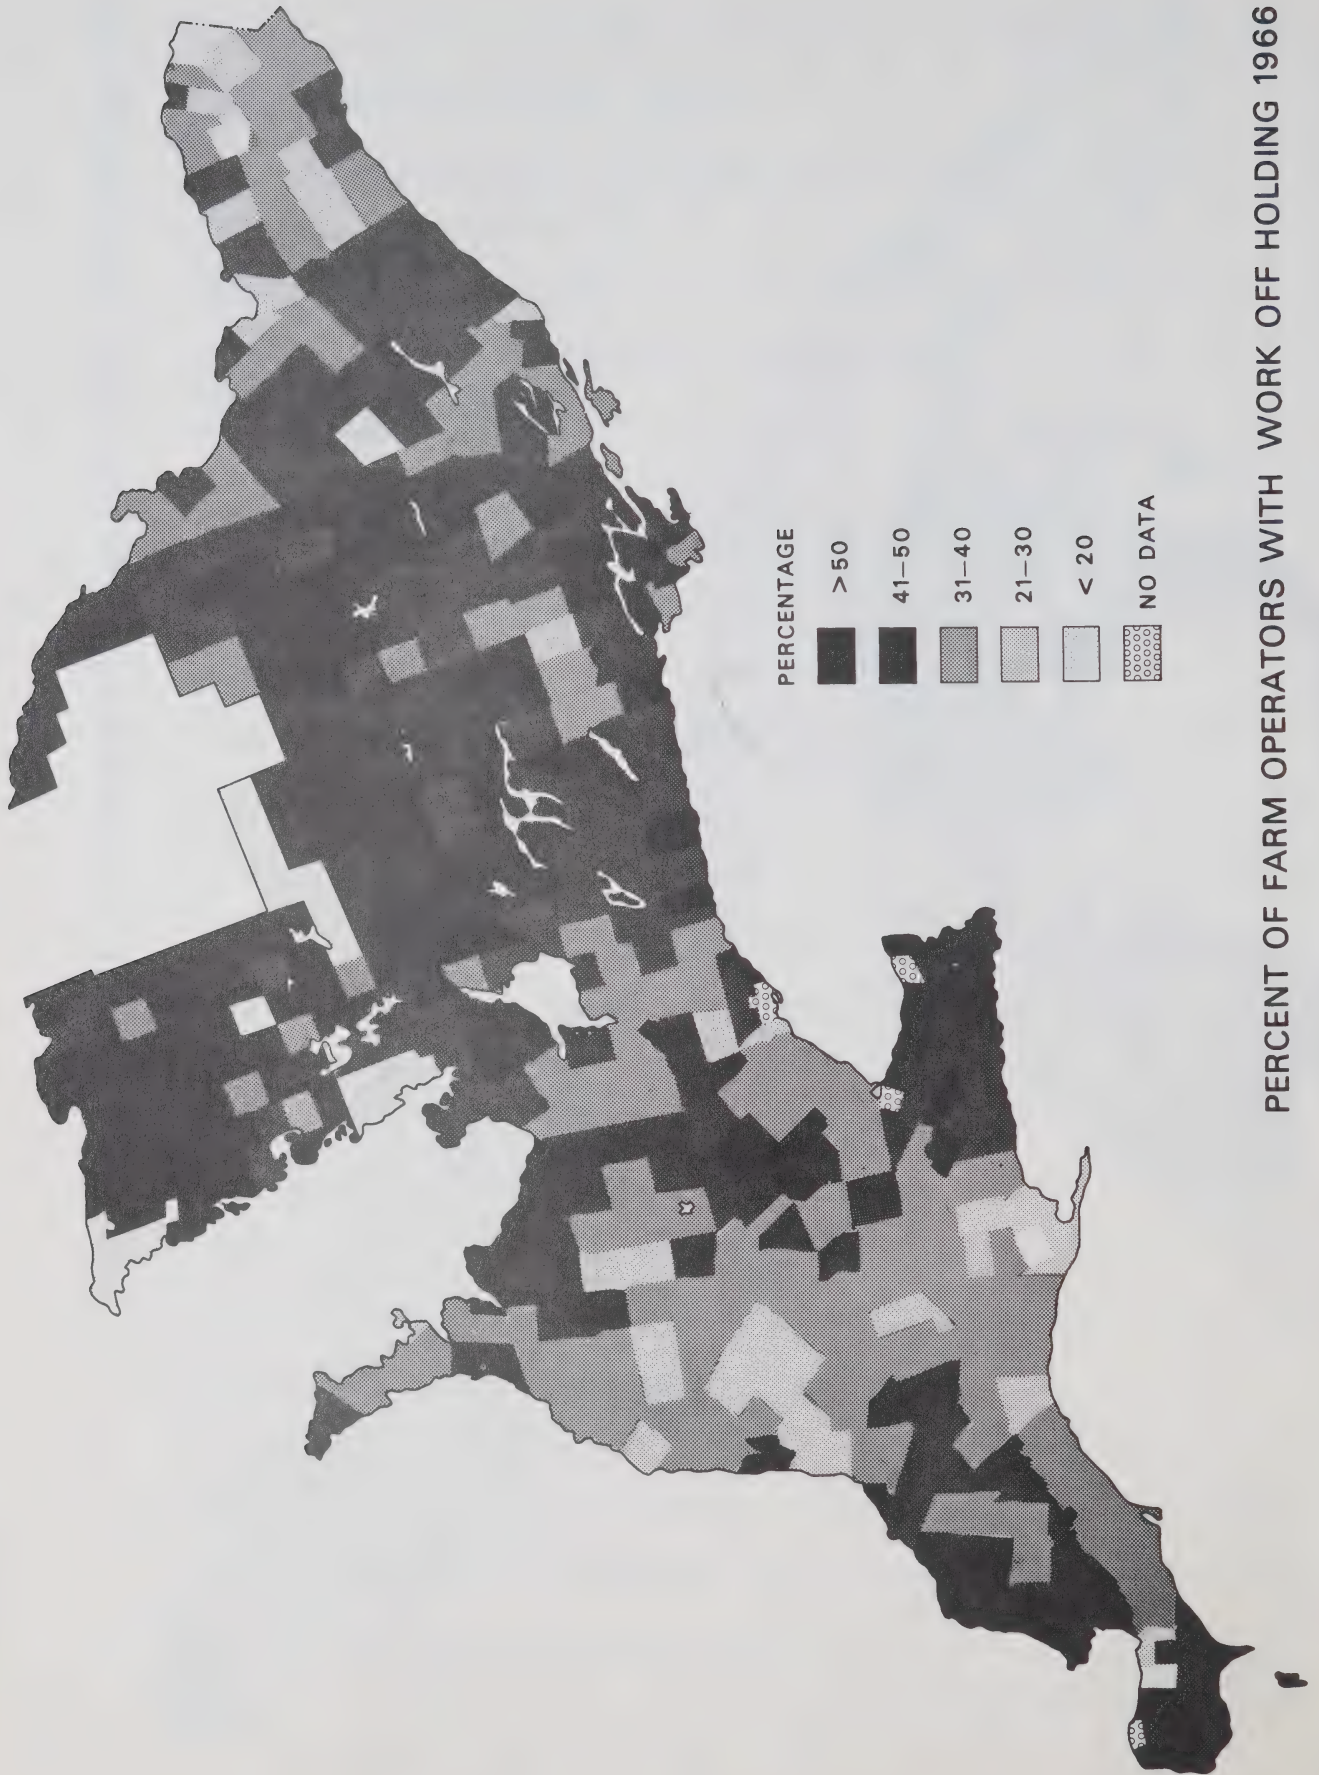 PERCENTAGE
>50
41–50
31–40
21–30
< 20
NO DATA
PERCENT OF FARM OPERATORS WITH WORK OFF HOLDING 1966